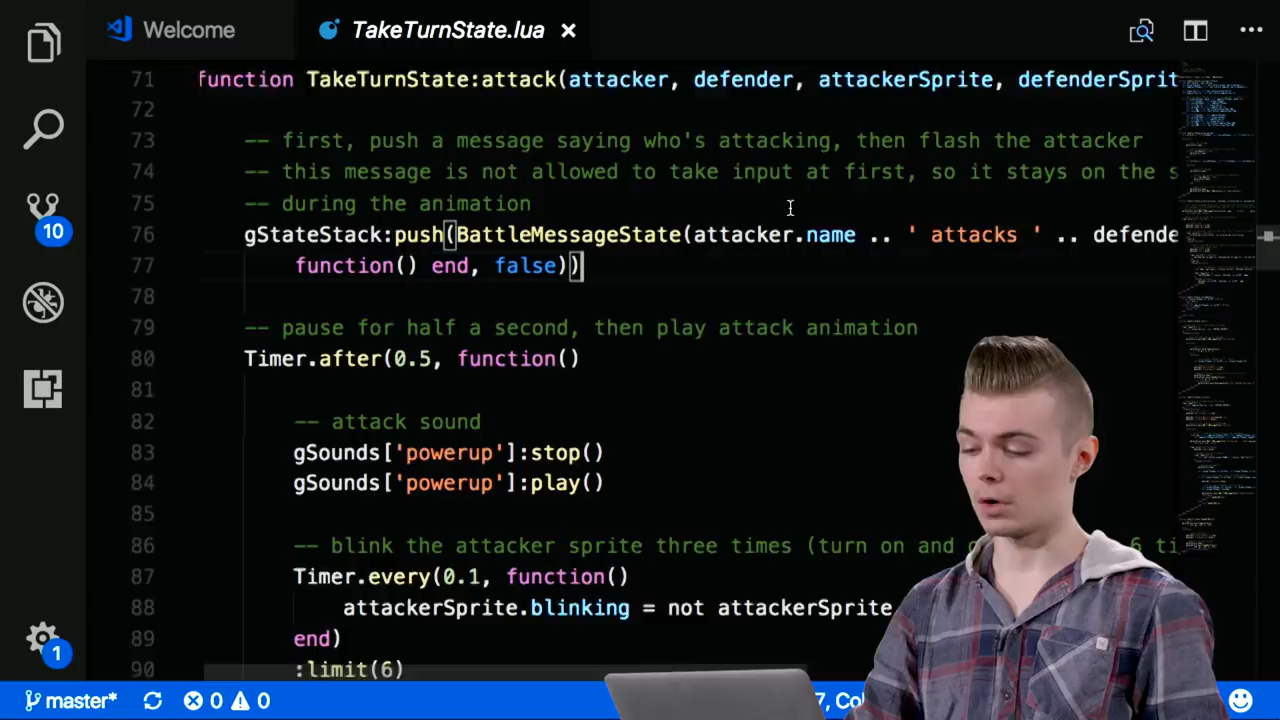 Welcome
TakeTurnState.lua
71 function TakeTurnState:attack(attacker, defender, attackerSprite, defenderSprit
72
73 -- first, push a message saying who's attacking, then flash the attacker
74 -- this message is not allowed to take input at first, so it stays on the s
75 -- during the animation
76 gStateStack:push(BattleMessageState(attacker.name .. ' attacks ' .. defende
77 function() end, false))
78
79 -- pause for half a second, then play attack animation
80 Timer.after(0.5, function()
81
82 -- attack sound
83 gSounds['powerup']:stop()
84 gSounds['powerup']:play()
85
86 -- blink the attacker sprite three times (turn on and 6 ti
87 Timer.every(0.1, function()
88 attackerSprite.blinking = not attackerSprite.
89 end)
90 :limit(6)
10
1
master* 0 0 7, Co